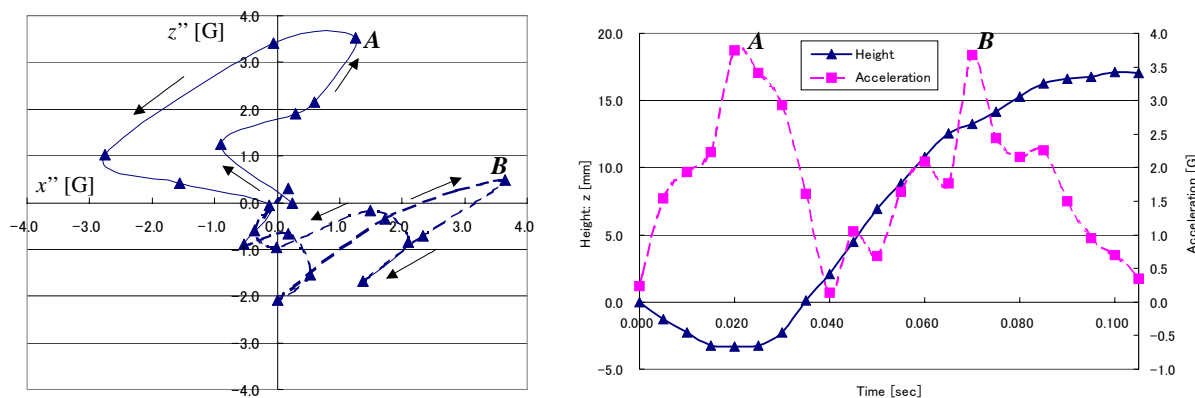 4.0
z’’ [G]
A
3.0
2.0
1.0
B
x’’ [G]
0.0
-4.0 -3.0 -2.0 -1.0 0.0 1.0 2.0 3.0 4.0
-1.0
-2.0
-3.0
-4.0
20.0
15.0
10.0
5.0
0.0
-5.0
Height: z [mm]
A
B
Height
Acceleration
4.0
3.5
3.0
2.5
2.0
1.5
1.0
0.5
0.0
-0.5
-1.0
Acceleration [G]
0.000 0.020 0.040 0.060 0.080 0.100
Time [sec]